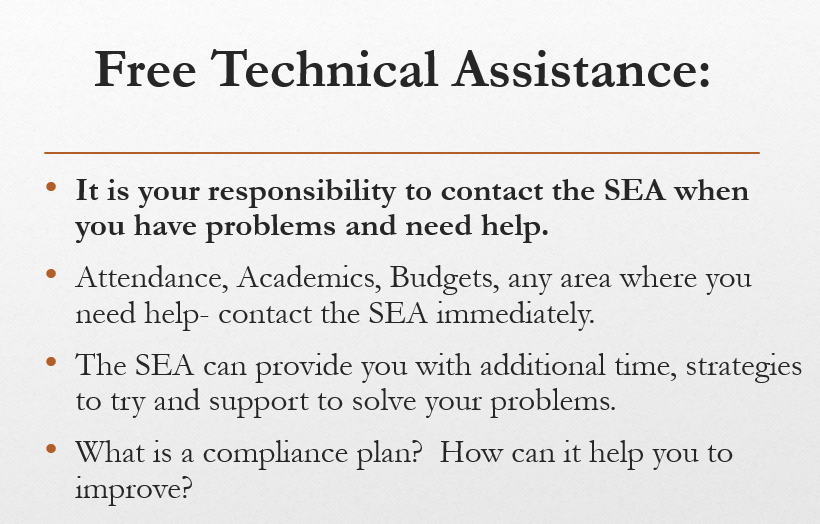 Free Technical Assistance:
• It is your responsibility to contact the SEA when
you have problems and need help.
• Attendance, Academics, Budgets, any area where you
need help- contact the SEA immediately.
• The SEA can provide you with additional time, strategies
to try and support to solve your problems.
• What is a compliance plan?  How can it help you to
improve?